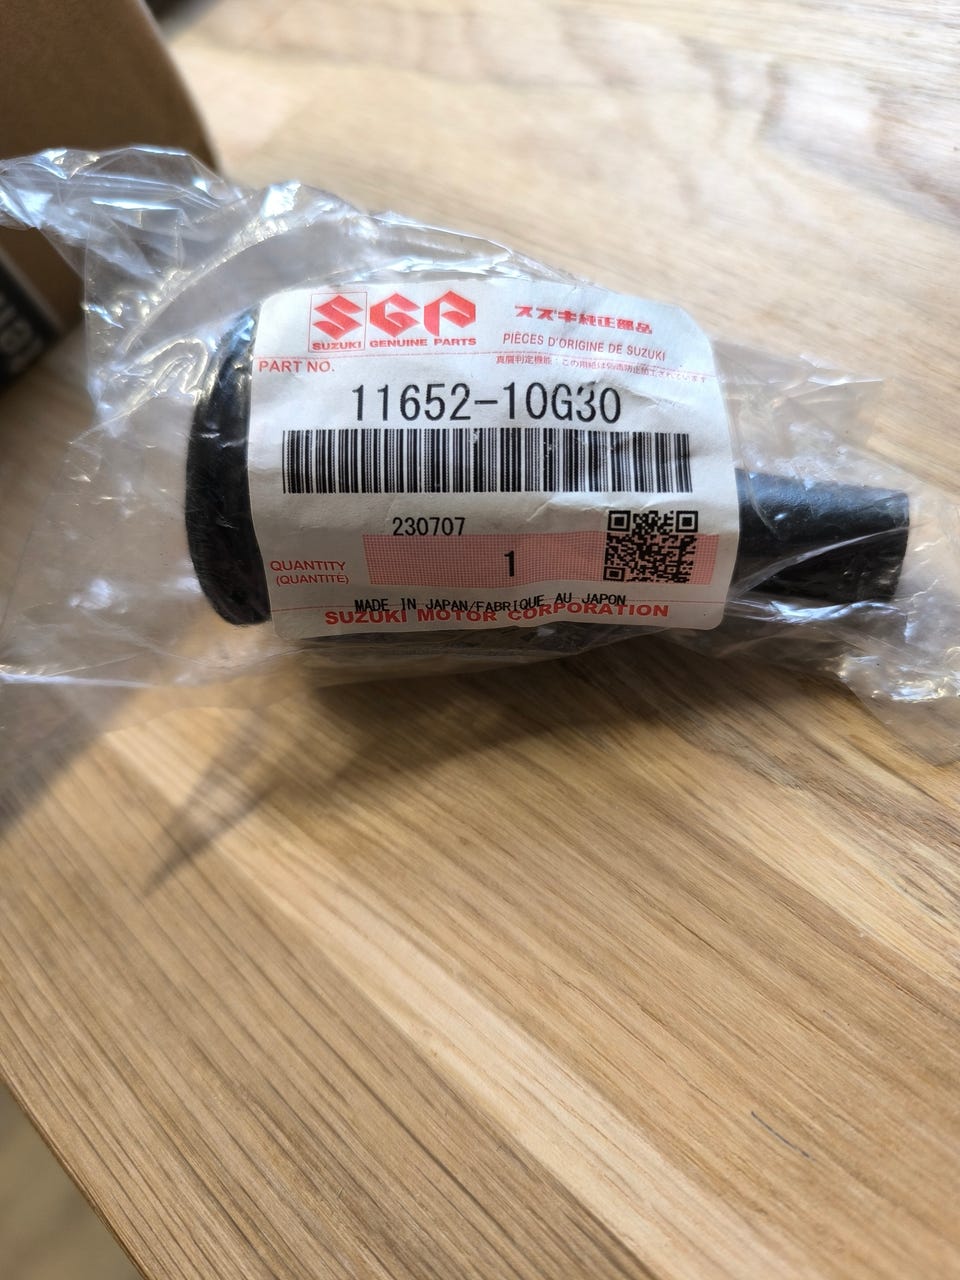 SGP
SUZUKI GENUINE PARTS
スズキ純正部品
PIÈCES D'ORIGINE DE SUZUKI
PART NO.
11652-10G30
230707
QUANTITY
(QUANTITÉ)
1
MADE IN JAPAN/FABRIQUE AU JAPON
SUZUKI MOTOR CORPORATION